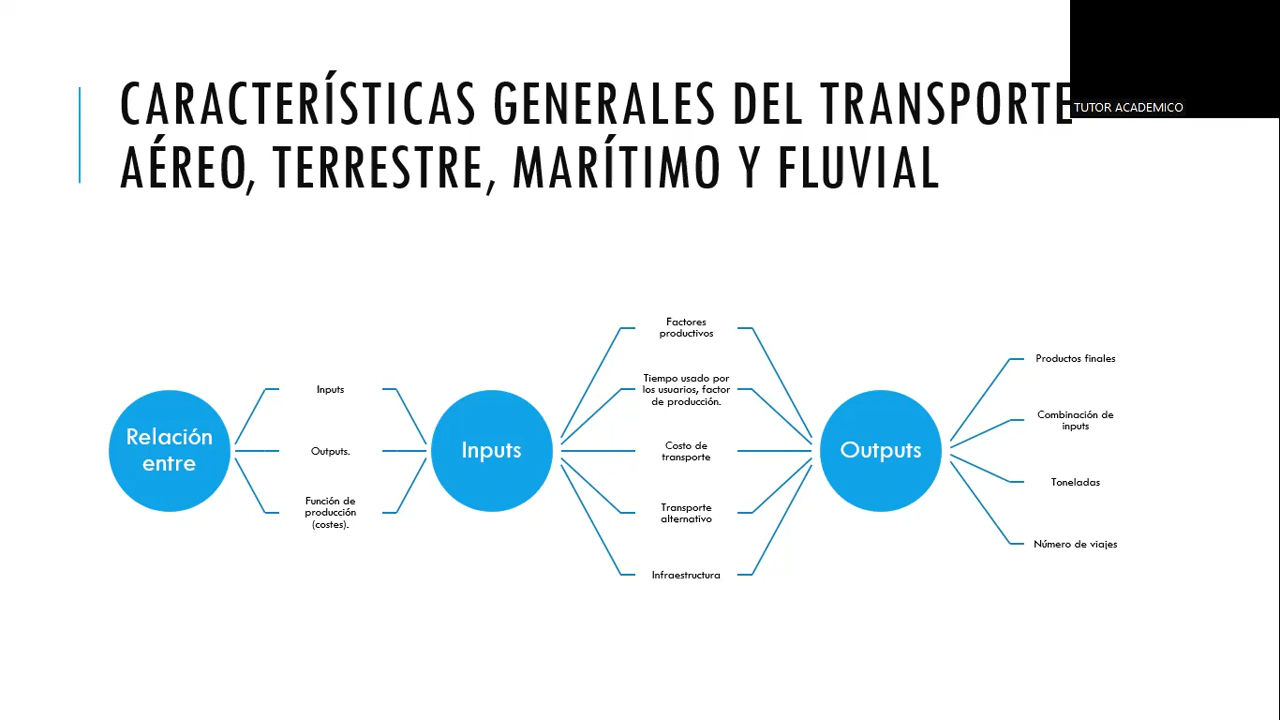 CARACTERÍSTICAS GENERALES DEL TRANSPORTE
AÉREO, TERRESTRE, MARÍTIMO Y FLUVIAL
TUTOR ACADEMICO
Relación
entre
Inputs
Outputs.
Función de
producción
(costes).
Inputs
Factores
productivos
Tiempo usado por
los usuarios, factor
de producción.
Costo de
transporte
Transporte
alternativo
Infraestructura
Outputs
Productos finales
Combinación de
inputs
Toneladas
Número de viajes